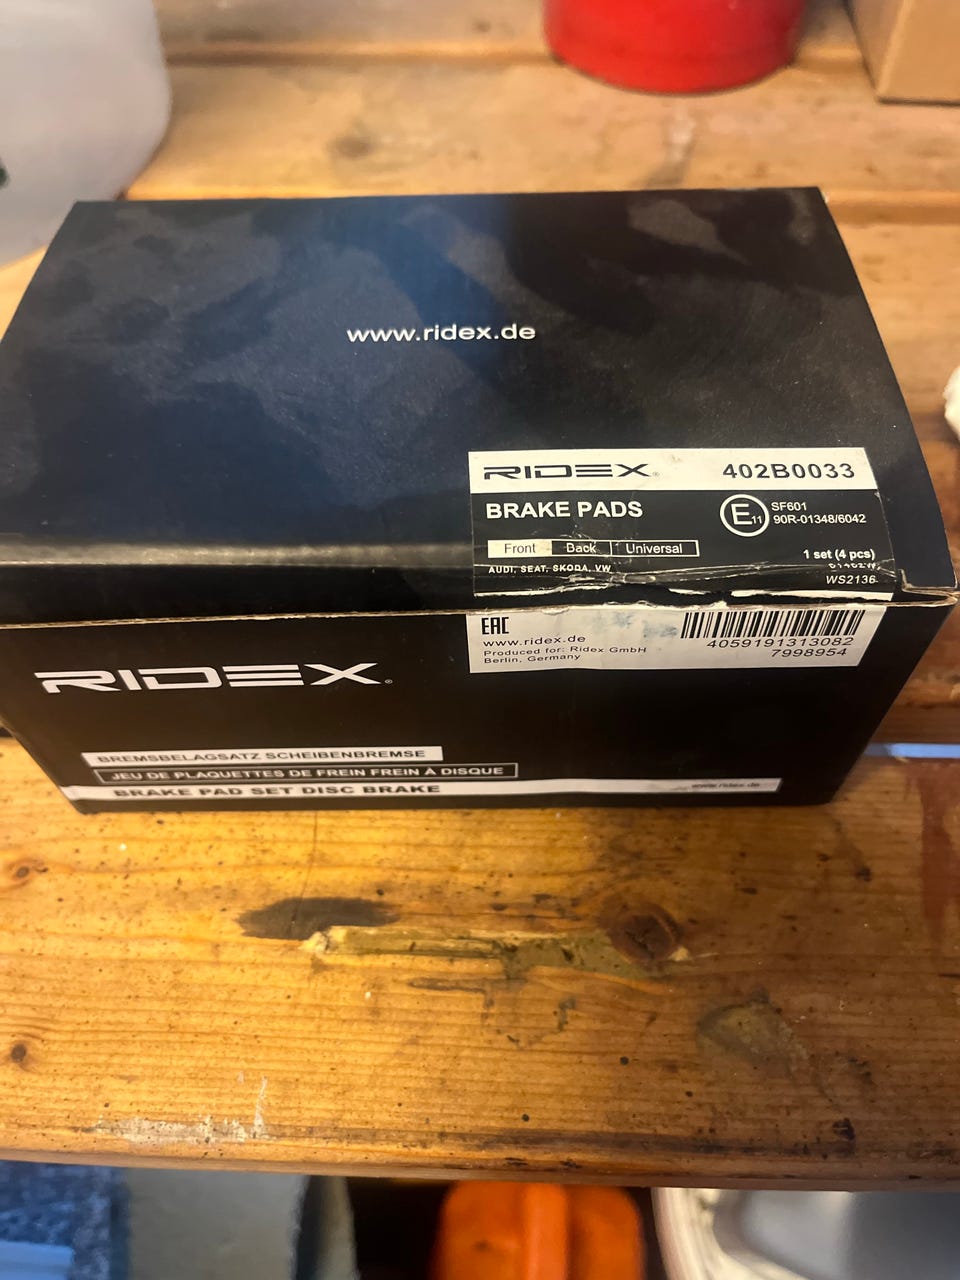 www.ridex.de
RIDEX® 402B0033
BRAKE PADS
E11 SF601
90R-01348/6042
Front Back Universal
1 set (4 pcs)
AUDI, SEAT, SKODA, VW
WS2136
EAC
www.ridex.de
Produced for: Ridex GmbH
Berlin, Germany
4059191313082
7998954
RIDEX®
BREMSBELAGSATZ SCHEIBENBREMSE
JEU DE PLAQUETTES DE FREIN FREIN À DISQUE
BRAKE PAD SET DISC BRAKE
www.ridex.de